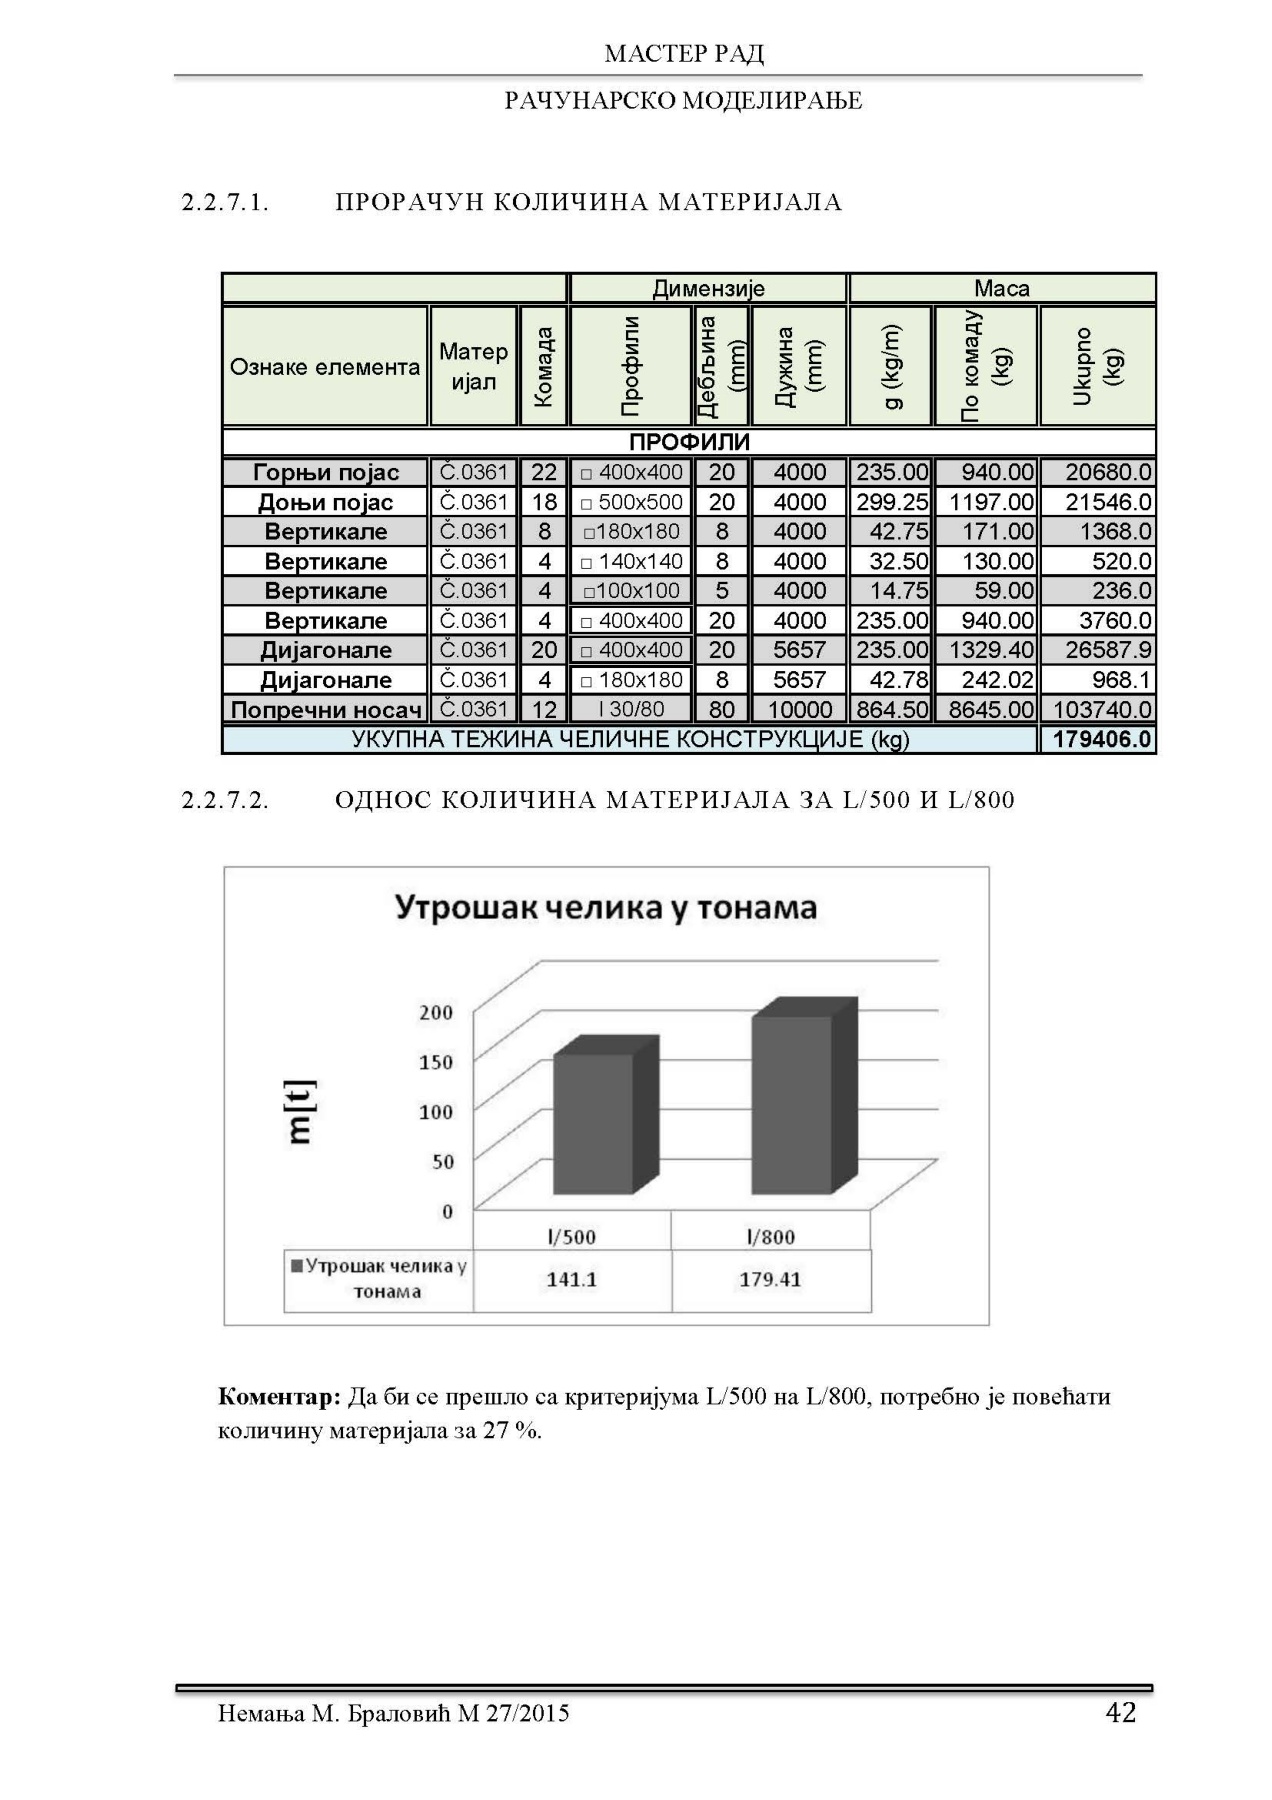 МАСТЕР РАД
РАЧУНАРСКО МОДЕЛИРАЊЕ
2.2.7.1. ПРОРАЧУН КОЛИЧИНА МАТЕРИЈАЛА
Димензије Маса
Ознаке елемента Матер ијал Комада Профили Дебљина (mm) Дужина (mm) g (kg/m) По комаду (kg) Ukupno (kg)
ПРОФИЛИ
Горњи појас Č.0361 22 □ 400x400 20 4000 235.00 940.00 20680.0
Доњи појас Č.0361 18 □ 500x500 20 4000 299.25 1197.00 21546.0
Вертикале Č.0361 8 □180x180 8 4000 42.75 171.00 1368.0
Вертикале Č.0361 4 □ 140x140 8 4000 32.50 130.00 520.0
Вертикале Č.0361 4 □100x100 5 4000 14.75 59.00 236.0
Вертикале Č.0361 4 □ 400x400 20 4000 235.00 940.00 3760.0
Дијагонале Č.0361 20 □ 400x400 20 5657 235.00 1329.40 26587.9
Дијагонале Č.0361 4 □ 180x180 8 5657 42.78 242.02 968.1
Попречни носач Č.0361 12 I 30/80 80 10000 864.50 8645.00 103740.0
УКУПНА ТЕЖИНА ЧЕЛИЧНЕ КОНСТРУКЦИЈЕ (kg) 179406.0
2.2.7.2. ОДНОС КОЛИЧИНА МАТЕРИЈАЛА ЗА L/500 И L/800
Утрошак челика у тонама
200
150
100
50
0
m[t]
l/500 l/800
Утрошак челика у
тонама
141.1 179.41
Коментар: Да би се прешло са критеријума L/500 на L/800, потребно је повећати
количину материјала за 27 %.
Немања М. Браловић М 27/2015 42